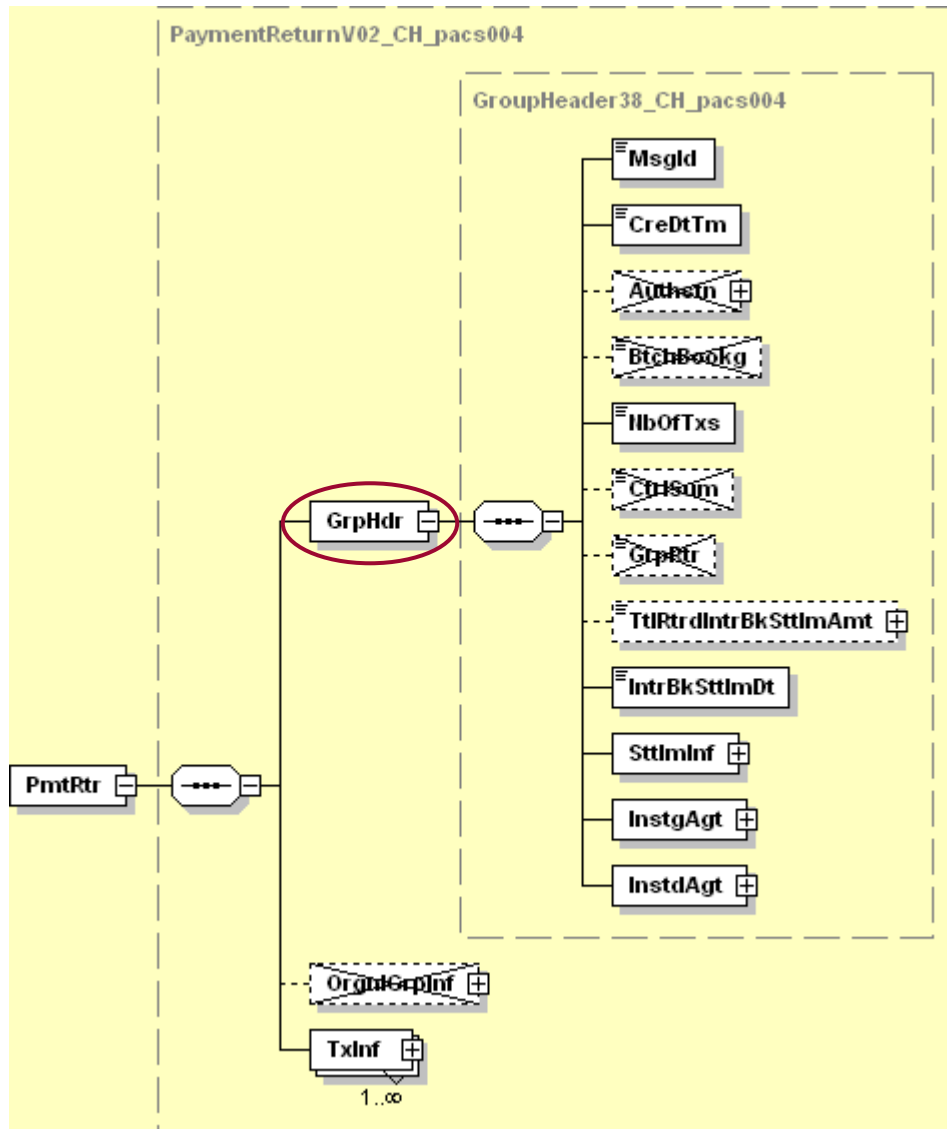 PaymentReturnV02_CH_pacs004
GroupHeader38_CH_pacs004
MsgId
CreDtTm
Authstn
BtchBookg
NbOfTxs
CtrlSum
GrpHdr
GrpRtr
TtlRtrdIntrBkSttlmAmt
IntrBkSttlmDt
SttlmInf
PmtRtr
InstgAgt
InstdAgt
OrgnlGrpInf
TxInf
1..∞